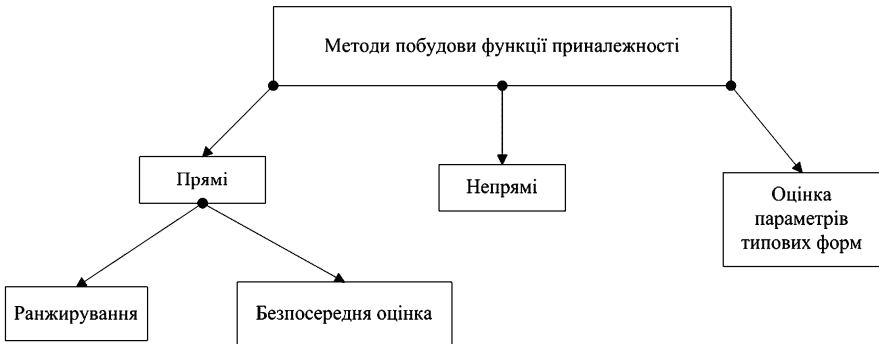 Методи побудови функції приналежності
Прямі
Непрямі
Оцінка
параметрів
типових форм
Ранжирування
Безпосередня оцінка